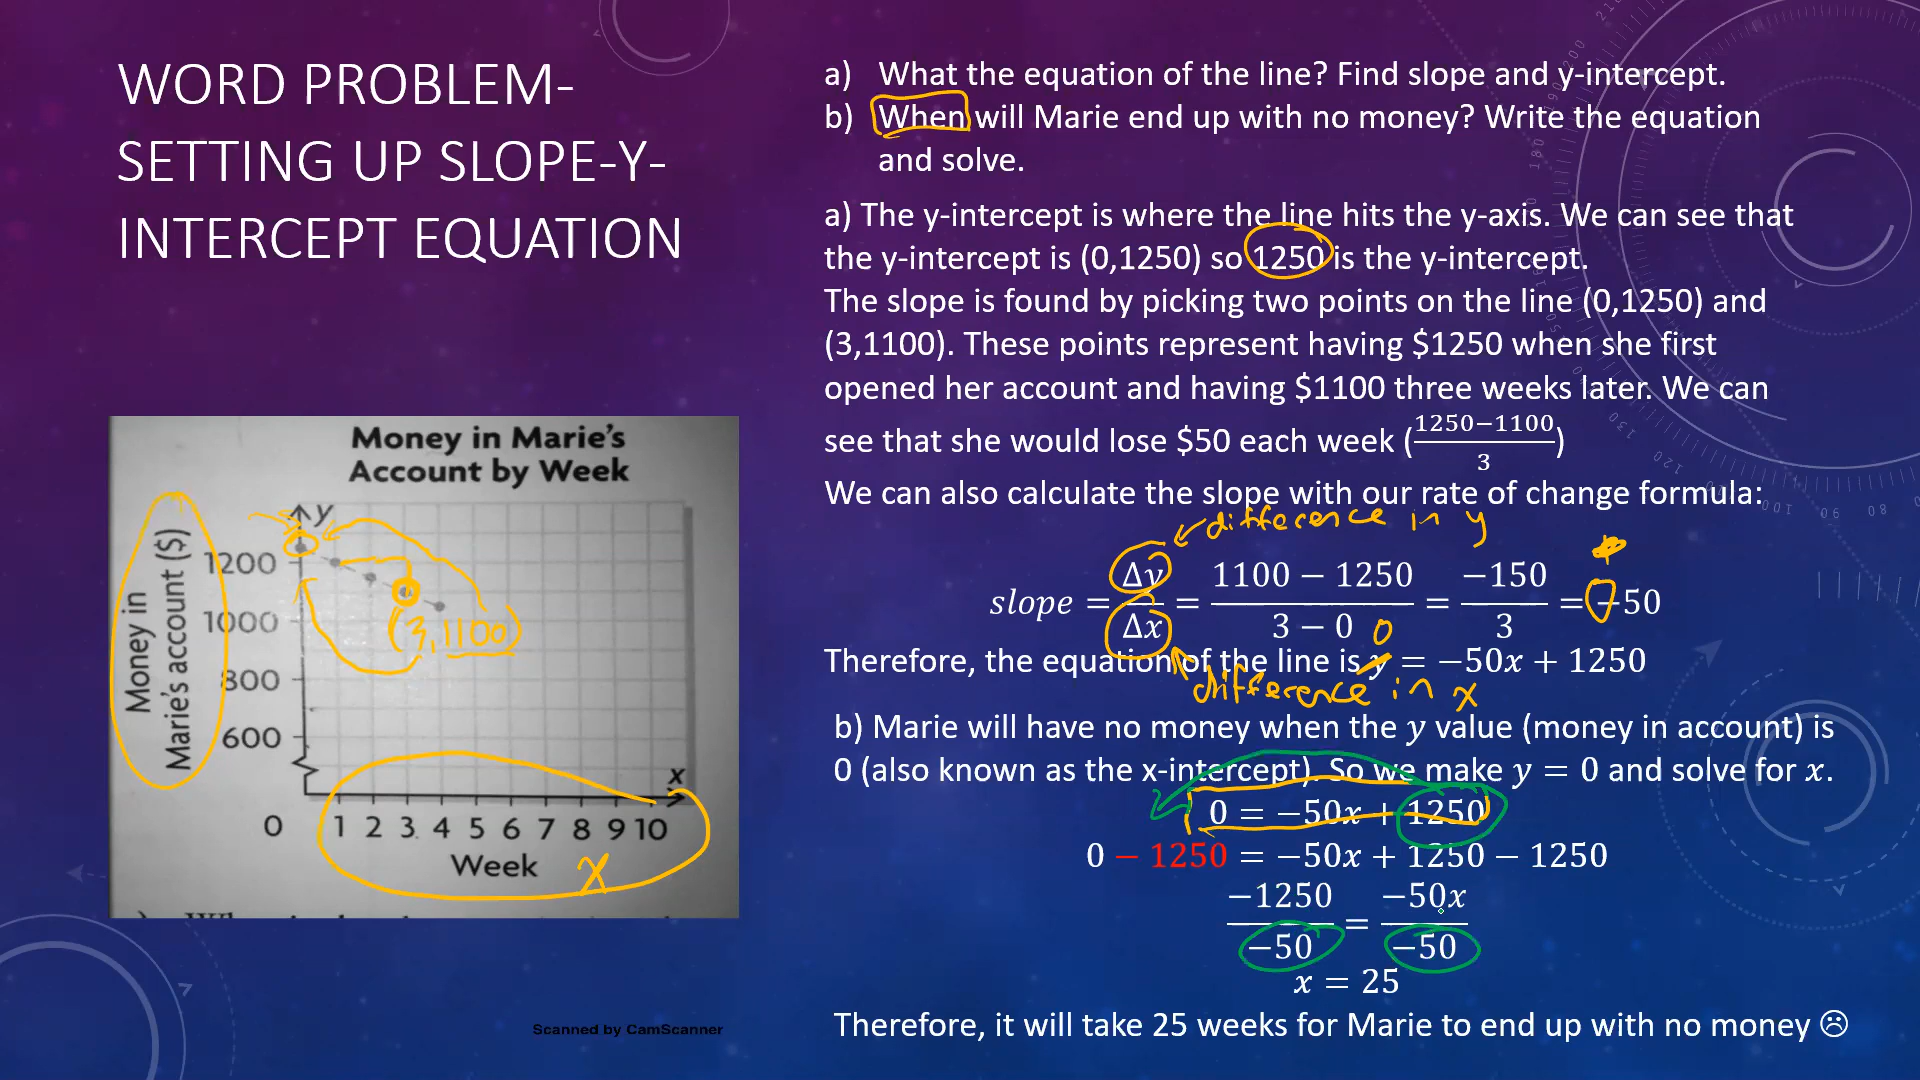 WORD PROBLEM-
SETTING UP SLOPE-Y-
INTERCEPT EQUATION
a) What the equation of the line? Find slope and y-intercept.
b) When will Marie end up with no money? Write the equation
and solve.
a) The y-intercept is where the line hits the y-axis. We can see that
the y-intercept is (0,1250) so 1250 is the y-intercept.
The slope is found by picking two points on the line (0,1250) and
(3,1100). These points represent having $1250 when she first
opened her account and having $1100 three weeks later. We can
see that she would lose $50 each week (\frac{1250−1100}{3})
We can also calculate the slope with our rate of change formula:
difference in y
slope = \frac{Δy}{Δx} = \frac{1100 − 1250}{3 − 0} = \frac{−150}{3} = −50
0
Therefore, the equation of the line is y = −50x + 1250
difference in x
b) Marie will have no money when the y value (money in account) is
0 (also known as the x-intercept). So we make y = 0 and solve for x.
0 = −50x + 1250
0 − 1250 = −50x + 1250 − 1250
\frac{−1250}{−50} = \frac{−50x}{−50}
x = 25
Therefore, it will take 25 weeks for Marie to end up with no money ☹
Money in Marie's
Account by Week
Money in
Marie's account ($)
y
1200
1000
800
600
(3,1100)
x
0 1 2 3 4 5 6 7 8 9 10
Week x
Scanned by CamScanner